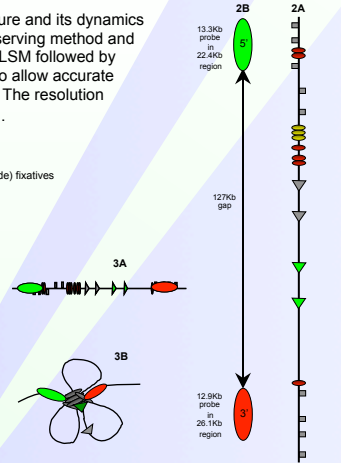 ure and its dynamics
serving method and
LSM followed by
o allow accurate
The resolution
.
de) fixatives
2B
2A
13.3Kb
probe
in
22.4Kb
region
5'
127Kb
gap
3A
3B
12.9Kb
probe
in
26.1Kb
region
3'